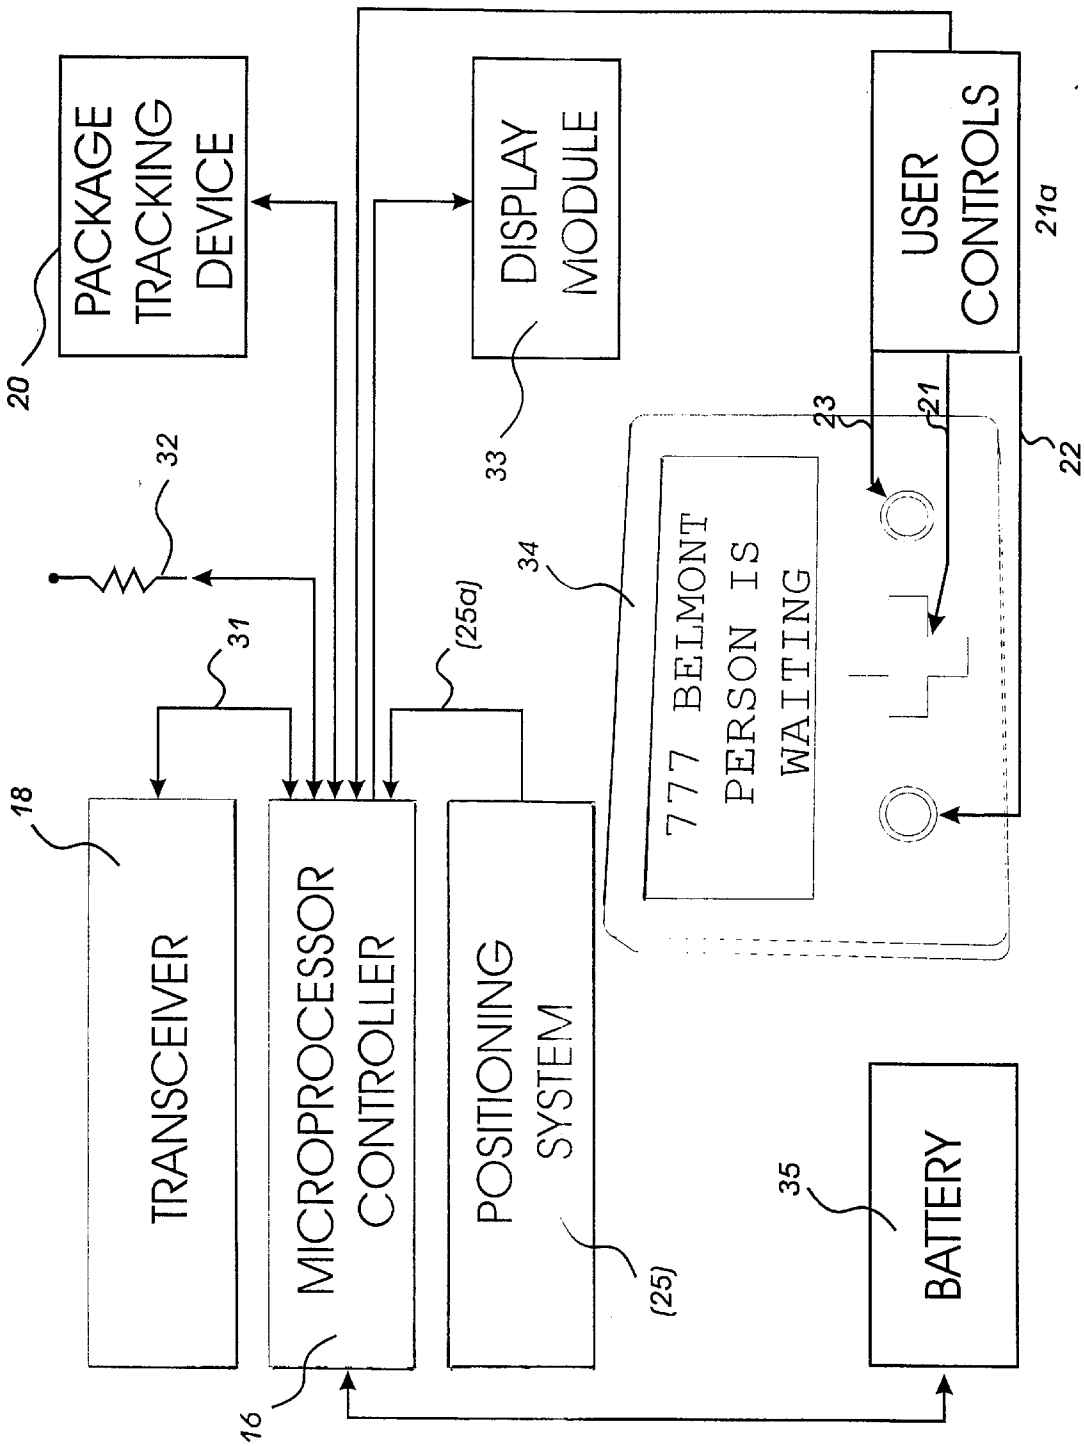 18
TRANSCEIVER
31
32
20
PACKAGE
TRACKING
DEVICE
16
MICROPROCESSOR
CONTROLLER
(25)
POSITIONING
SYSTEM
(25a)
33
DISPLAY
MODULE
34
777 BELMONT
PERSON IS
WAITING
35
BATTERY
23
21
22
USER
CONTROLS
21a